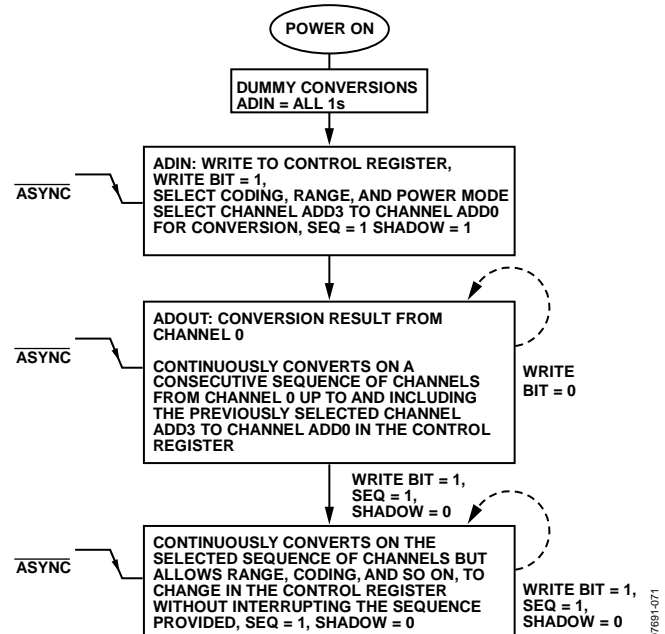 POWER ON
DUMMY CONVERSIONS
ADIN = ALL 1s
ASYNC
ADIN: WRITE TO CONTROL REGISTER,
WRITE BIT = 1,
SELECT CODING, RANGE, AND POWER MODE
SELECT CHANNEL ADD3 TO CHANNEL ADD0
FOR CONVERSION, SEQ = 1 SHADOW = 1
ASYNC
ADOUT: CONVERSION RESULT FROM
CHANNEL 0
CONTINUOUSLY CONVERTS ON A
CONSECUTIVE SEQUENCE OF CHANNELS
FROM CHANNEL 0 UP TO AND INCLUDING
THE PREVIOUSLY SELECTED CHANNEL
ADD3 TO CHANNEL ADD0 IN THE CONTROL
REGISTER
WRITE
BIT = 0
WRITE BIT = 1,
SEQ = 1,
SHADOW = 0
ASYNC
CONTINUOUSLY CONVERTS ON THE
SELECTED SEQUENCE OF CHANNELS BUT
ALLOWS RANGE, CODING, AND SO ON, TO
CHANGE IN THE CONTROL REGISTER
WITHOUT INTERRUPTING THE SEQUENCE
PROVIDED, SEQ = 1, SHADOW = 0
WRITE BIT = 1,
SEQ = 1,
SHADOW = 0
7691-071